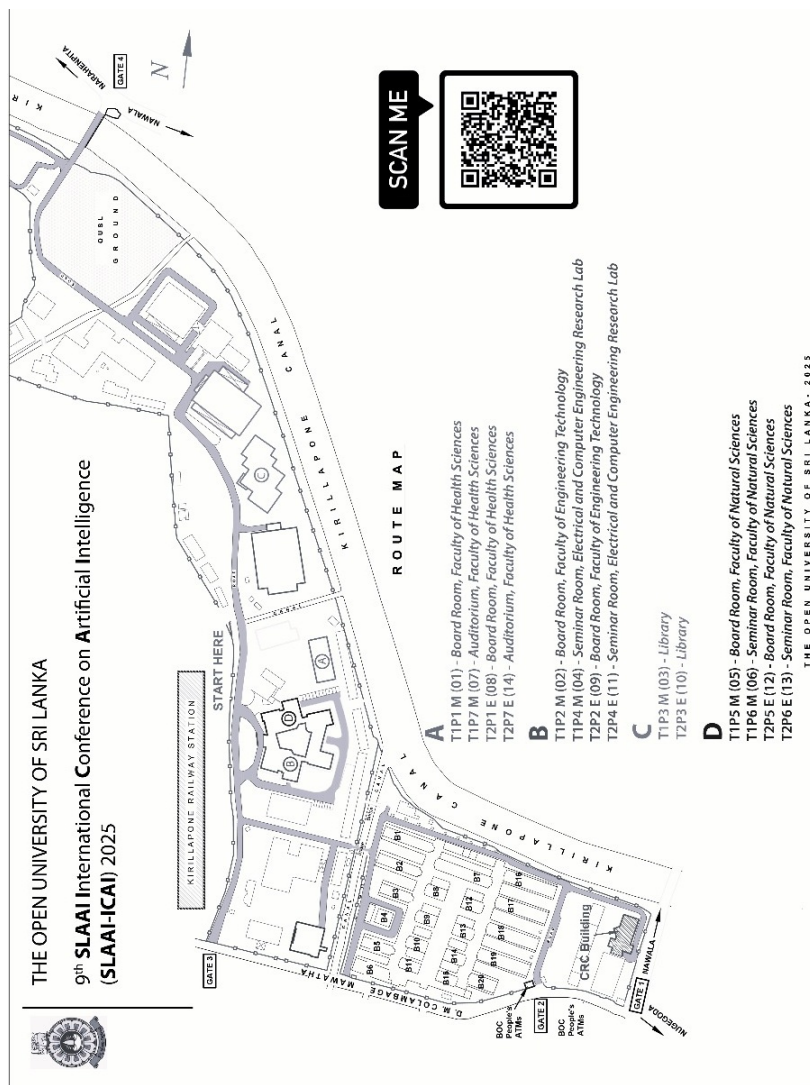 THE OPEN UNIVERSITY OF SRI LANKA
9th SLAAI International Conference on Artificial Intelligence
(SLAAI-ICAI) 2025
GATE 3
KIRILLAPONE RAILWAY STATION
START HERE
ROAD
ROAD
OUSL
GROUND
KIR
NARAHENPITA
GATE 4
NAWALA
N
D. M. COLAMBAGE MAWATHA
CANAL
KIRILLAPONE CANAL
KIRILLAPONE CANAL
A
B
C
D
B1
B2
B3
B4
B5
B6
B7
B8
B9
B10
B11
B12
B13
B14
B15
B16
B17
B18
B19
B20
BOC
People's
ATMs
GATE 2
BOC
People's
ATMs
CRC Building
GATE 1
NAWALA
NUGEGODA
ROUTE MAP
A
T1P1 M (01) - Board Room, Faculty of Health Sciences
T1P7 M (07) - Auditorium, Faculty of Health Sciences
T2P1 E (08) - Board Room, Faculty of Health Sciences
T2P7 E (14) - Auditorium, Faculty of Health Sciences
B
T1P2 M (02) - Board Room, Faculty of Engineering Technology
T1P4 M (04) - Seminar Room, Electrical and Computer Engineering Research Lab
T2P2 E (09) - Board Room, Faculty of Engineering Technology
T2P4 E (11) - Seminar Room, Electrical and Computer Engineering Research Lab
C
T1P3 M (03) - Library
T2P3 E (10) - Library
D
T1P5 M (05) - Board Room, Faculty of Natural Sciences
T1P6 M (06) - Seminar Room, Faculty of Natural Sciences
T2P5 E (12) - Board Room, Faculty of Natural Sciences
T2P6 E (13) - Seminar Room, Faculty of Natural Sciences
SCAN ME
THE OPEN UNIVERSITY OF SRI LANKA- 2025